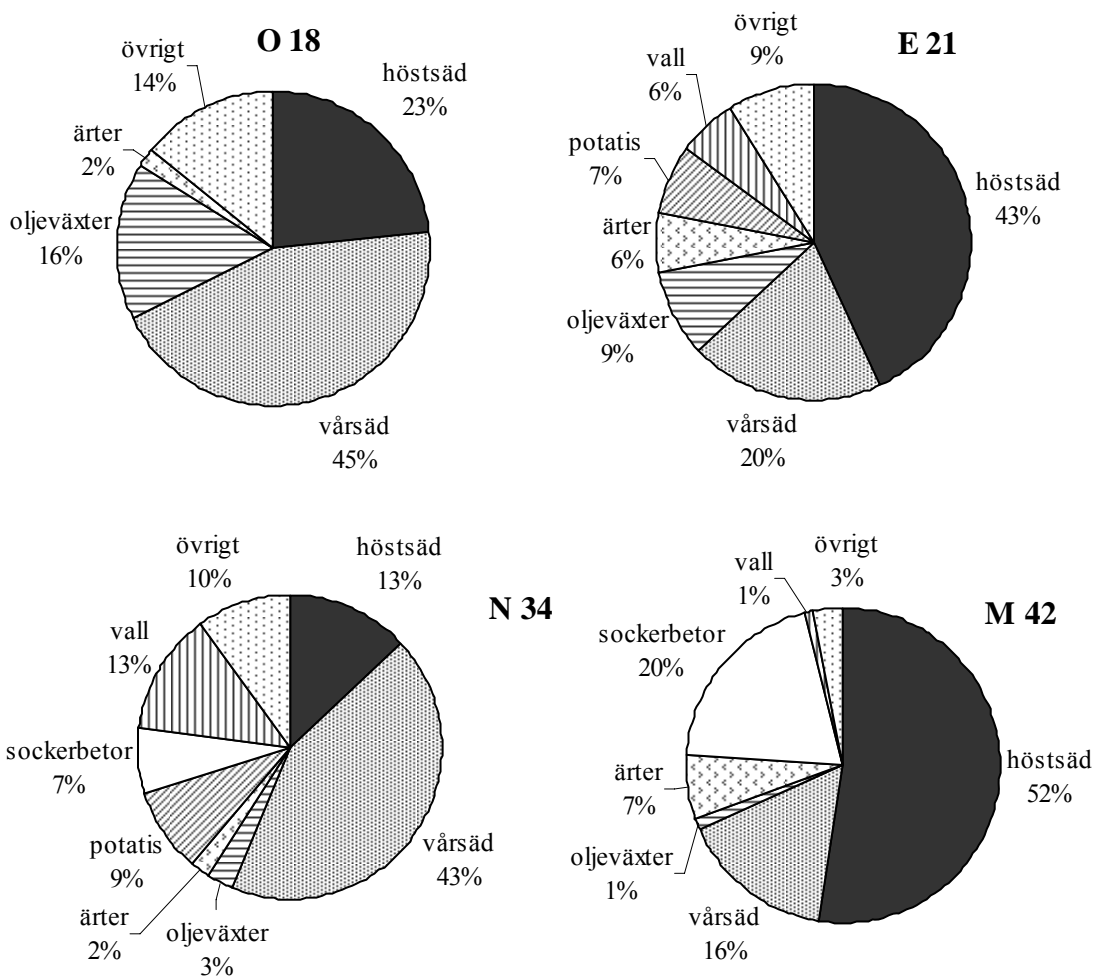 O 18
övrigt
14%
höstsäd
23%
ärter
2%
oljeväxter
16%
vårsäd
45%
E 21
övrigt
9%
vall
6%
potatis
7%
höstsäd
43%
ärter
6%
oljeväxter
9%
vårsäd
20%
N 34
övrigt
10%
höstsäd
13%
vall
13%
sockerbetor
7%
potatis
9%
vårsäd
43%
ärter
2%
oljeväxter
3%
M 42
övrigt
3%
vall
1%
sockerbetor
20%
höstsäd
52%
ärter
7%
oljeväxter
1%
vårsäd
16%